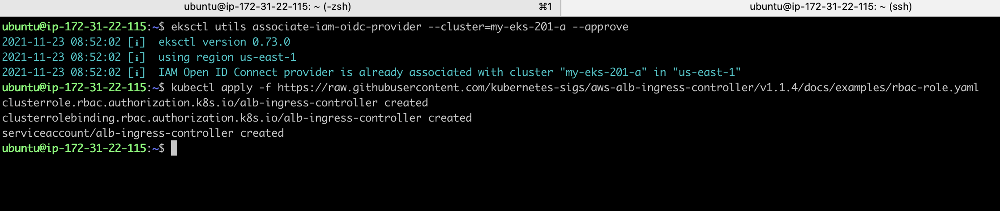 ubuntu@ip-172-31-22-115: ~ (-zsh) ⌘1 ubuntu@ip-172-31-22-115: ~ (ssh)
ubuntu@ip-172-31-22-115:~$ eksctl utils associate-iam-oidc-provider --cluster=my-eks-201-a --approve
2021-11-23 08:52:02 [ℹ]  eksctl version 0.73.0
2021-11-23 08:52:02 [ℹ]  using region us-east-1
2021-11-23 08:52:02 [ℹ]  IAM Open ID Connect provider is already associated with cluster "my-eks-201-a" in "us-east-1"
ubuntu@ip-172-31-22-115:~$ kubectl apply -f https://raw.githubusercontent.com/kubernetes-sigs/aws-alb-ingress-controller/v1.1.4/docs/examples/rbac-role.yaml
clusterrole.rbac.authorization.k8s.io/alb-ingress-controller created
clusterrolebinding.rbac.authorization.k8s.io/alb-ingress-controller created
serviceaccount/alb-ingress-controller created
ubuntu@ip-172-31-22-115:~$